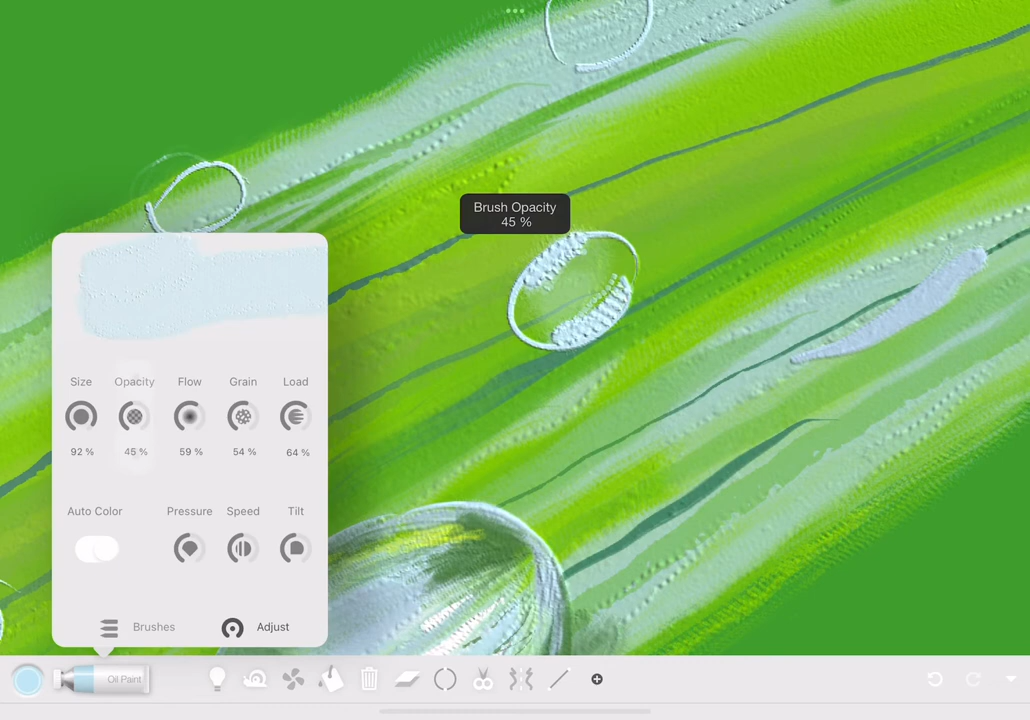 Brush Opacity
45 %
Size Opacity Flow Grain Load
92 % 45 % 59 % 54 % 64 %
Auto Color Pressure Speed Tilt
Brushes Adjust
Oil Paint